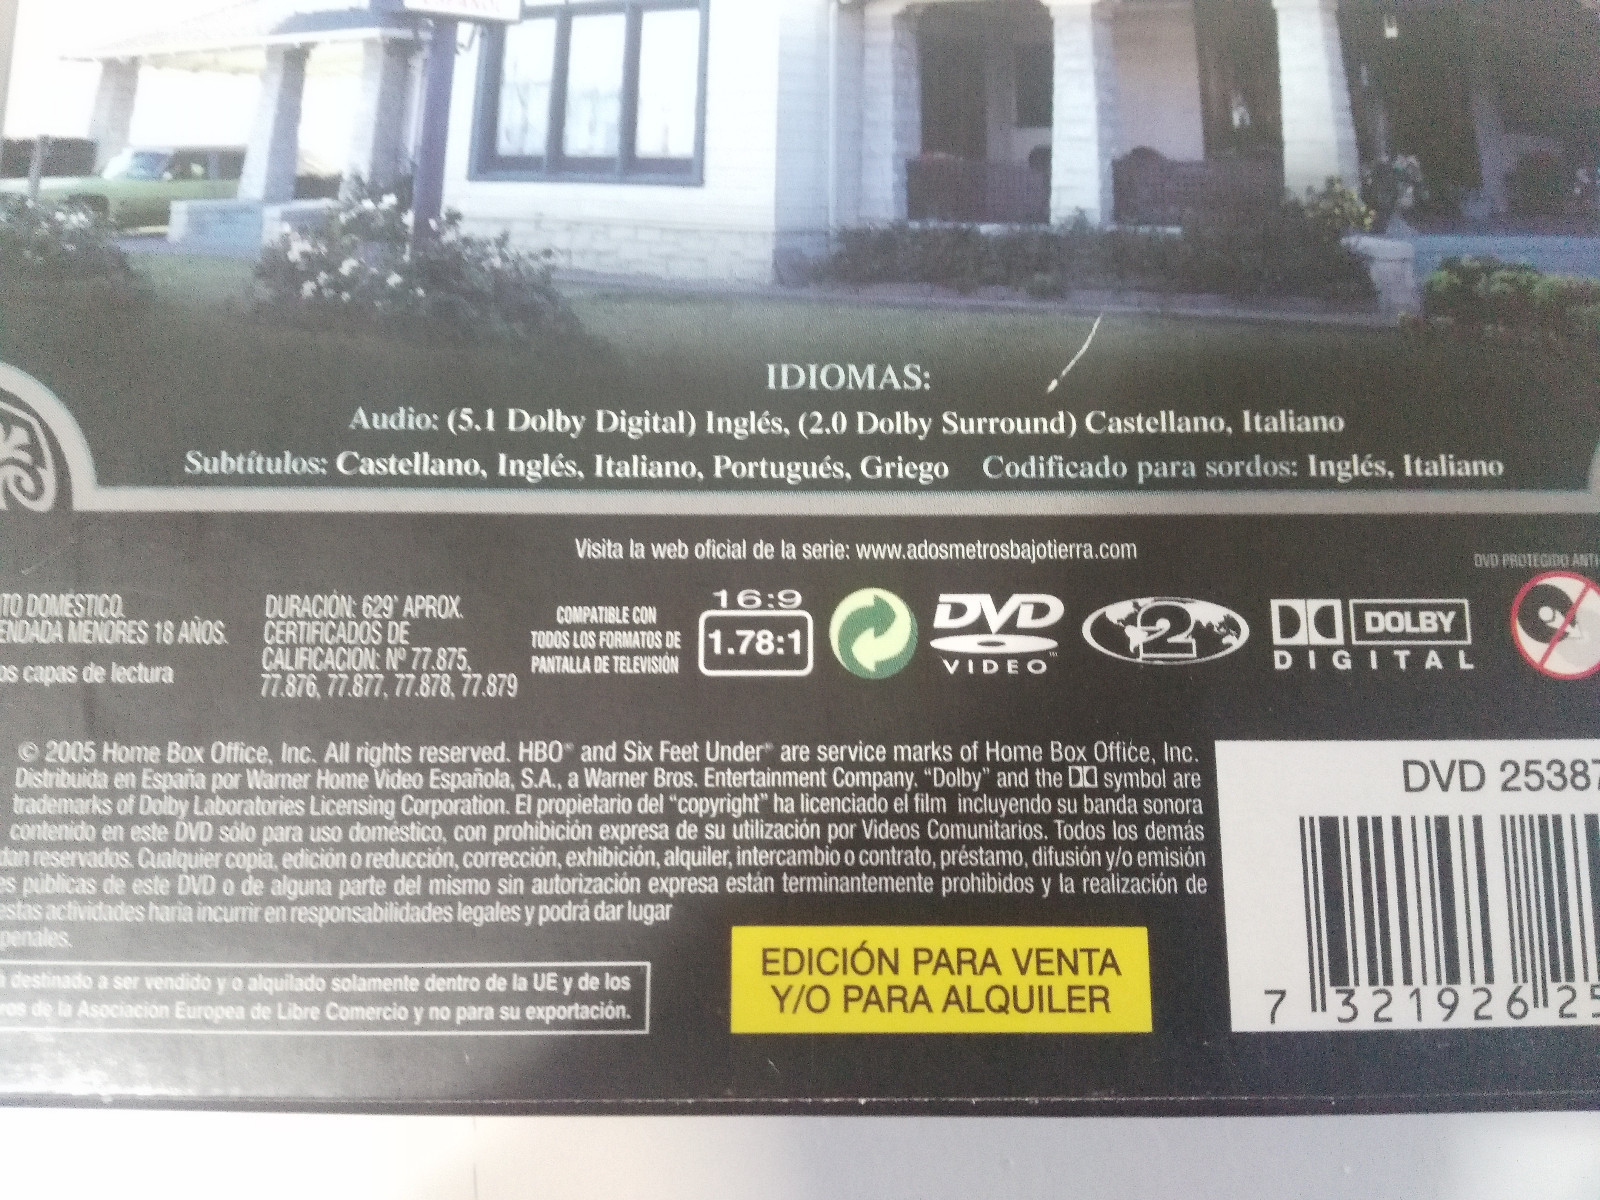 IDIOMAS:
Audio: (5.1 Dolby Digital) Inglés, (2.0 Dolby Surround) Castellano, Italiano
Subtítulos: Castellano, Inglés, Italiano, Portugués, Griego Codificado para sordos: Inglés, Italiano
Visita la web oficial de la serie: www.adosmetrosbajotierra.com
DVD PROTEGIDO ANTI
TO DOMÉSTICO.
ENDADA MENORES 18 AÑOS.
os capas de lectura
DURACIÓN: 629' APROX.
CERTIFICADOS DE
CALIFICACIÓN: Nº 77.875,
77.876, 77.877, 77.878, 77.879
COMPATIBLE CON
TODOS LOS FORMATOS DE
PANTALLA DE TELEVISIÓN
16:9
1.78:1
DVD
VIDEO™
2
DOLBY
DIGITAL
© 2005 Home Box Office, Inc. All rights reserved. HBO® and Six Feet Under® are service marks of Home Box Office, Inc.
Distribuida en España por Warner Home Video Española, S.A., a Warner Bros. Entertainment Company. “Dolby” and the symbol are
trademarks of Dolby Laboratories Licensing Corporation. El propietario del “copyright” ha licenciado el film incluyendo su banda sonora
contenido en este DVD sólo para uso doméstico, con prohibición expresa de su utilización por Videos Comunitarios. Todos los demás
dan reservados. Cualquier copia, edición o reducción, corrección, exhibición, alquiler, intercambio o contrato, préstamo, difusión y/o emisión
es públicas de este DVD o de alguna parte del mismo sin autorización expresa están terminantemente prohibidos y la realización de
estas actividades haria incurrir en responsabilidades legales y podrá dar lugar
penales.
destinado a ser vendido y o alquilado solamente dentro de la UE y de los
ros de la Asociación Europea de Libre Comercio y no para su exportación.
EDICIÓN PARA VENTA
Y/O PARA ALQUILER
DVD 25387
7 321926 25